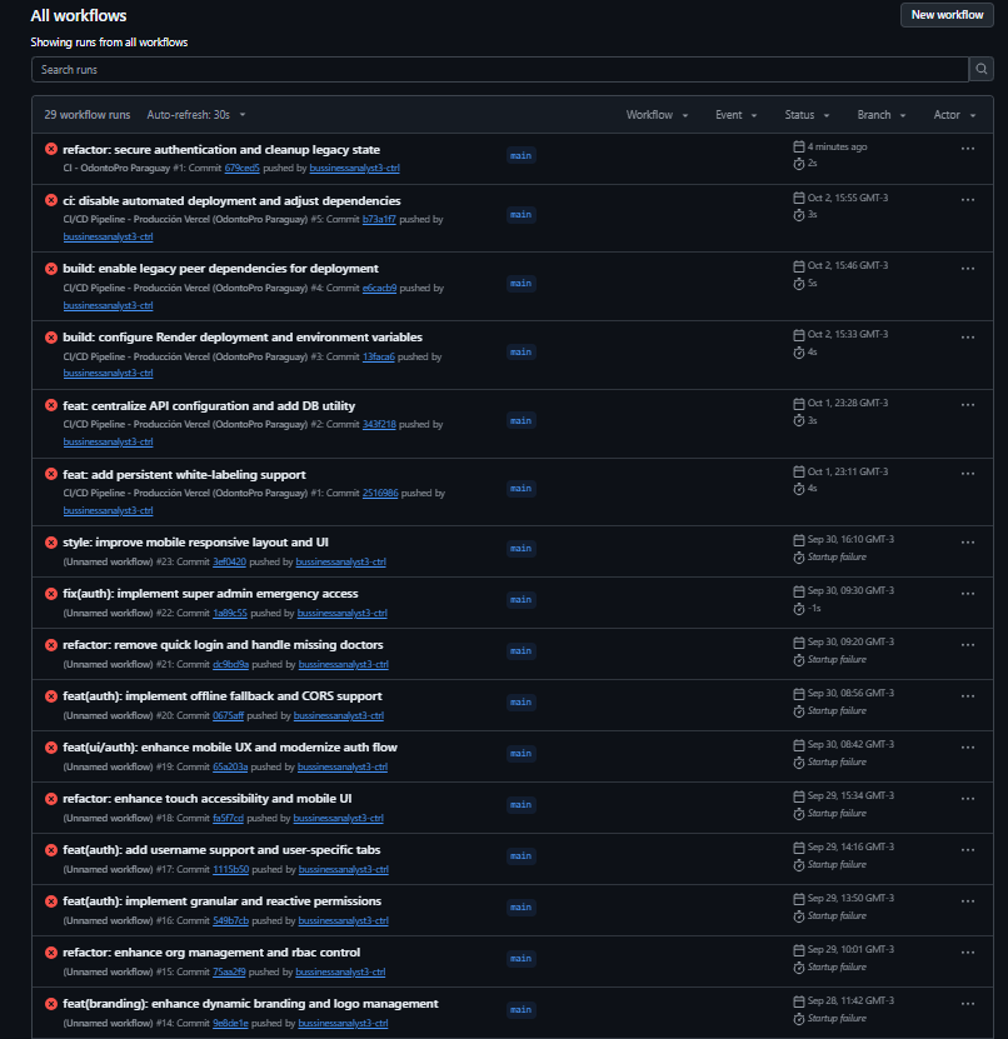 All workflows
New workflow
Showing runs from all workflows
Search runs
29 workflow runs Auto-refresh: 30s Workflow Event Status Branch Actor
refactor: secure authentication and cleanup legacy state
main
4 minutes ago
CI - OdontoPro Paraguay #1: Commit 679ced5 pushed by bussinessanalyst3-ctrl
2s
ci: disable automated deployment and adjust dependencies
main
Oct 2, 15:55 GMT-3
CI/CD Pipeline - Producción Vercel (OdontoPro Paraguay) #5: Commit b73a1f7 pushed by
3s
bussinessanalyst3-ctrl
build: enable legacy peer dependencies for deployment
main
Oct 2, 15:46 GMT-3
CI/CD Pipeline - Producción Vercel (OdontoPro Paraguay) #4: Commit e6cacb9 pushed by
5s
bussinessanalyst3-ctrl
build: configure Render deployment and environment variables
main
Oct 2, 15:33 GMT-3
CI/CD Pipeline - Producción Vercel (OdontoPro Paraguay) #3: Commit 13faca6 pushed by
4s
bussinessanalyst3-ctrl
feat: centralize API configuration and add DB utility
main
Oct 1, 23:28 GMT-3
CI/CD Pipeline - Producción Vercel (OdontoPro Paraguay) #2: Commit 343f218 pushed by
3s
bussinessanalyst3-ctrl
feat: add persistent white-labeling support
main
Oct 1, 23:11 GMT-3
CI/CD Pipeline - Producción Vercel (OdontoPro Paraguay) #1: Commit 2516986 pushed by
4s
bussinessanalyst3-ctrl
style: improve mobile responsive layout and UI
main
Sep 30, 16:10 GMT-3
(Unnamed workflow) #23: Commit 3ef0420 pushed by bussinessanalyst3-ctrl
Startup failure
fix(auth): implement super admin emergency access
main
Sep 30, 09:30 GMT-3
(Unnamed workflow) #22: Commit 1a89c55 pushed by bussinessanalyst3-ctrl
-1s
refactor: remove quick login and handle missing doctors
main
Sep 30, 09:20 GMT-3
(Unnamed workflow) #21: Commit dc9bd9a pushed by bussinessanalyst3-ctrl
Startup failure
feat(auth): implement offline fallback and CORS support
main
Sep 30, 08:56 GMT-3
(Unnamed workflow) #20: Commit 0675aff pushed by bussinessanalyst3-ctrl
Startup failure
feat(ui/auth): enhance mobile UX and modernize auth flow
main
Sep 30, 08:42 GMT-3
(Unnamed workflow) #19: Commit 65a203a pushed by bussinessanalyst3-ctrl
Startup failure
refactor: enhance touch accessibility and mobile UI
main
Sep 29, 15:34 GMT-3
(Unnamed workflow) #18: Commit fa5f7cd pushed by bussinessanalyst3-ctrl
Startup failure
feat(auth): add username support and user-specific tabs
main
Sep 29, 14:16 GMT-3
(Unnamed workflow) #17: Commit 1115b50 pushed by bussinessanalyst3-ctrl
Startup failure
feat(auth): implement granular and reactive permissions
main
Sep 29, 13:50 GMT-3
(Unnamed workflow) #16: Commit 549b7cb pushed by bussinessanalyst3-ctrl
Startup failure
refactor: enhance org management and rbac control
main
Sep 29, 10:01 GMT-3
(Unnamed workflow) #15: Commit 75aa2f9 pushed by bussinessanalyst3-ctrl
Startup failure
feat(branding): enhance dynamic branding and logo management
main
Sep 28, 11:42 GMT-3
(Unnamed workflow) #14: Commit 9e8de1e pushed by bussinessanalyst3-ctrl
Startup failure